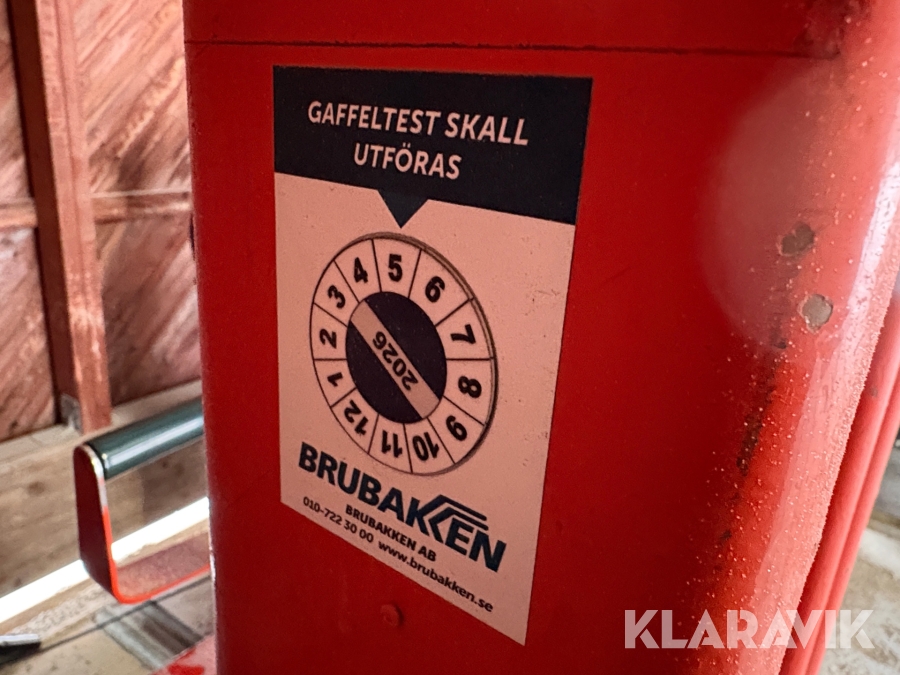 GAFFELTEST SKALL
UTFÖRAS
1 2 3 4 5 6 7 8 9 10 11 12
2026
BRUBAKKEN
BRUBAKKEN AB
010-722 30 00 www.brubakken.se
KLARAVIK